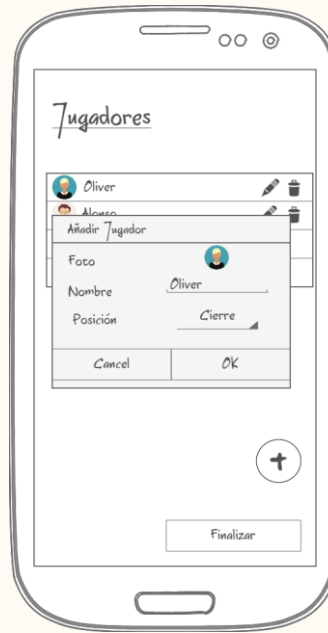 Jugadores
Oliver
Alonso
Añadir Jugador
Foto
Nombre Oliver
Posición Cierre
Cancel OK
Finalizar